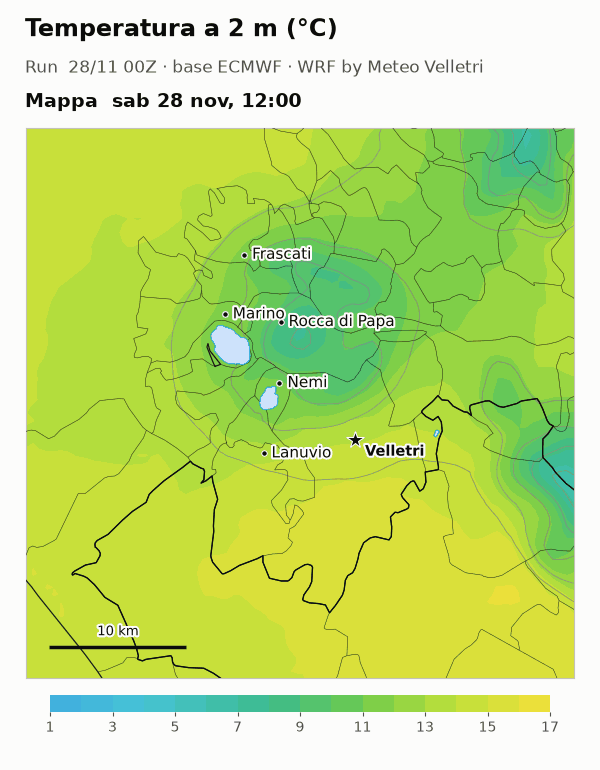 Temperatura a 2 m (°C)
Run  28/11 00Z · base ECMWF · WRF by Meteo Velletri
Mappa  sab 28 nov, 12:00
Frascati
Marino
Rocca di Papa
Nemi
Velletri
Lanuvio
10 km
1 3 5 7 9 11 13 15 17